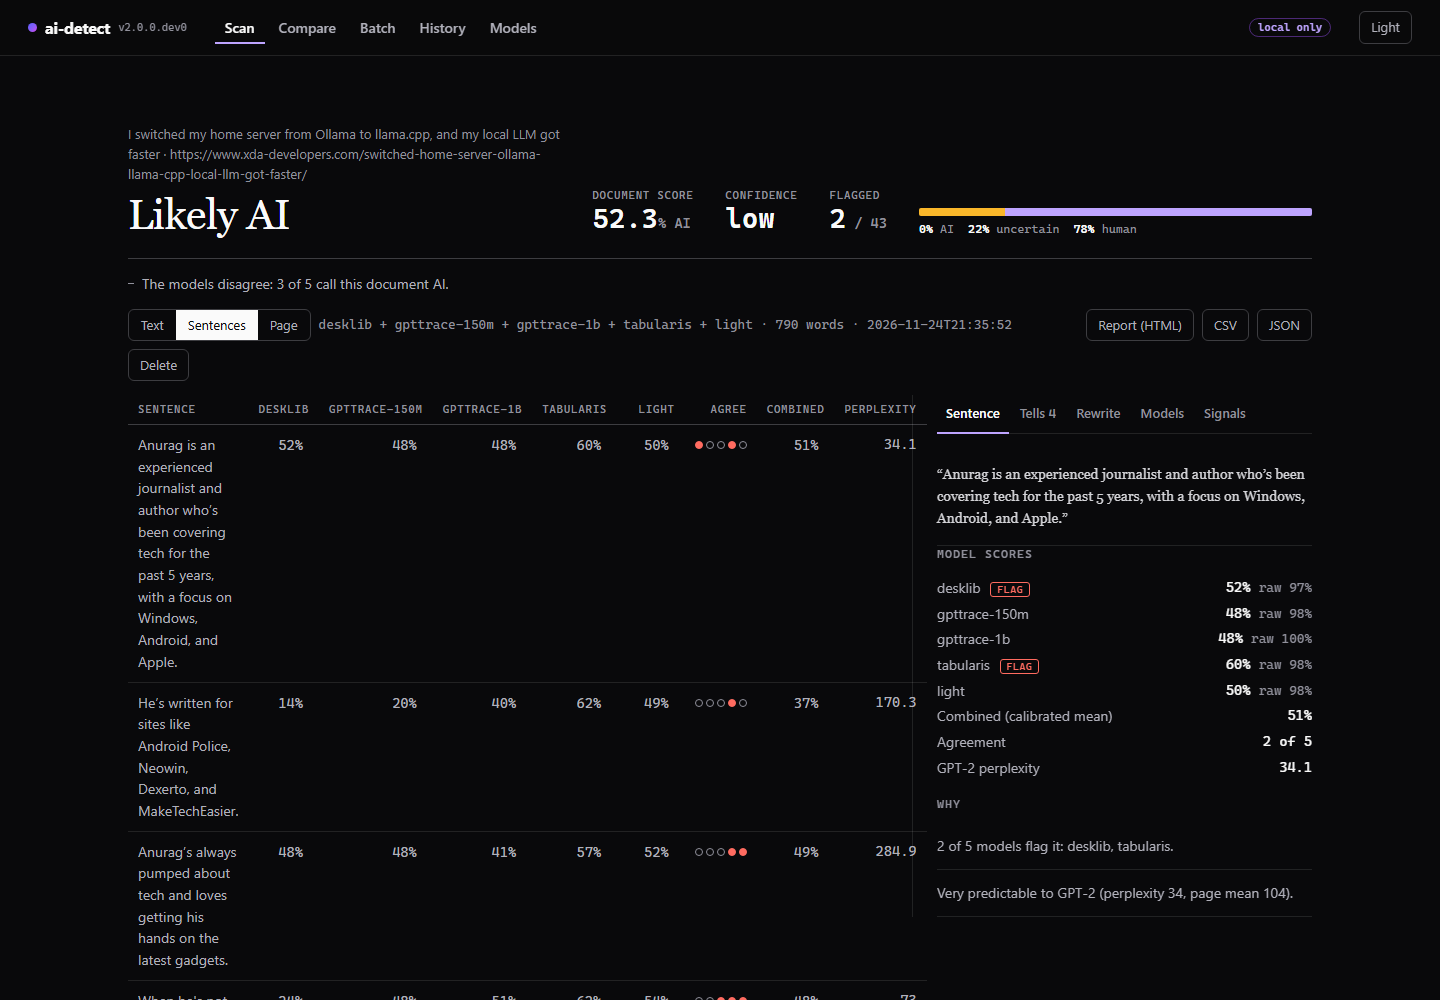 ai-detect v2.0.0.dev0 Scan Compare Batch History Models local only Light
I switched my home server from Ollama to llama.cpp, and my local LLM got
faster · https://www.xda-developers.com/switched-home-server-ollama-
llama-cpp-local-llm-got-faster/
Likely AI
DOCUMENT SCORE CONFIDENCE FLAGGED
52.3% AI low 2 / 43
0% AI 22% uncertain 78% human
– The models disagree: 3 of 5 call this document AI.
Text Sentences Page desklib + gpttrace-150m + gpttrace-1b + tabularis + light · 790 words · 2026-11-24T21:35:52 Report (HTML) CSV JSON
Delete
SENTENCE DESKLIB GPTTRACE-150M GPTTRACE-1B TABULARIS LIGHT AGREE COMBINED PERPLEXITY
Anurag is an 52% 48% 48% 60% 50% 51% 34.1
experienced
journalist and
author who’s
been covering
tech for the
past 5 years,
with a focus on
Windows,
Android, and
Apple.
He’s written for 14% 20% 40% 62% 49% 37% 170.3
sites like
Android Police,
Neowin,
Dexerto, and
MakeTechEasier.
Anurag’s always 48% 48% 41% 57% 52% 49% 284.9
pumped about
tech and loves
getting his
hands on the
latest gadgets.
Sentence Tells 4 Rewrite Models Signals
“Anurag is an experienced journalist and author who’s been
covering tech for the past 5 years, with a focus on Windows,
Android, and Apple.”
MODEL SCORES
desklib FLAG 52% raw 97%
gpttrace-150m 48% raw 98%
gpttrace-1b 48% raw 100%
tabularis FLAG 60% raw 98%
light 50% raw 98%
Combined (calibrated mean) 51%
Agreement 2 of 5
GPT-2 perplexity 34.1
WHY
2 of 5 models flag it: desklib, tabularis.
Very predictable to GPT-2 (perplexity 34, page mean 104).